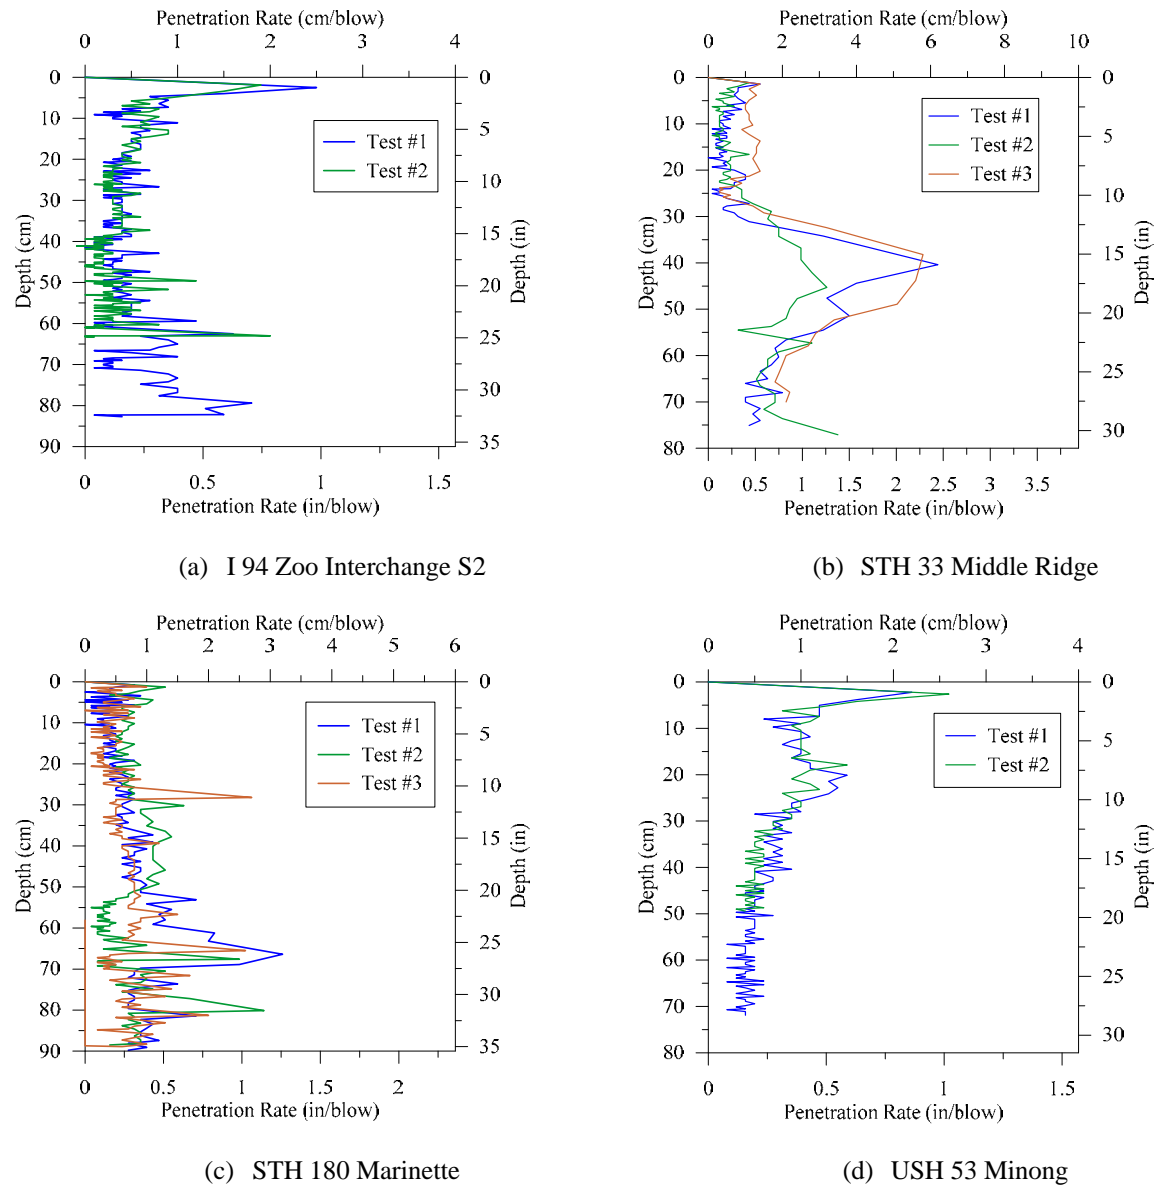 Penetration Rate (cm/blow)
0 1 2 3 4
0 10 20 30 40 50 60 70 80 90
Depth (cm)
Test #1
Test #2
0 5 10 15 20 25 30 35
Depth (in)
0 0.5 1 1.5
Penetration Rate (in/blow)
(a) I 94 Zoo Interchange S2
Penetration Rate (cm/blow)
0 2 4 6 8 10
0 10 20 30 40 50 60 70 80
Depth (cm)
Test #1
Test #2
Test #3
0 5 10 15 20 25 30
Depth (in)
0 0.5 1 1.5 2 2.5 3 3.5
Penetration Rate (in/blow)
(b) STH 33 Middle Ridge
Penetration Rate (cm/blow)
0 1 2 3 4 5 6
0 10 20 30 40 50 60 70 80 90
Depth (cm)
Test #1
Test #2
Test #3
0 5 10 15 20 25 30 35
Depth (in)
0 0.5 1 1.5 2
Penetration Rate (in/blow)
(c) STH 180 Marinette
Penetration Rate (cm/blow)
0 1 2 3 4
0 10 20 30 40 50 60 70 80
Depth (cm)
Test #1
Test #2
0 5 10 15 20 25 30
Depth (in)
0 0.5 1 1.5
Penetration Rate (in/blow)
(d) USH 53 Minong